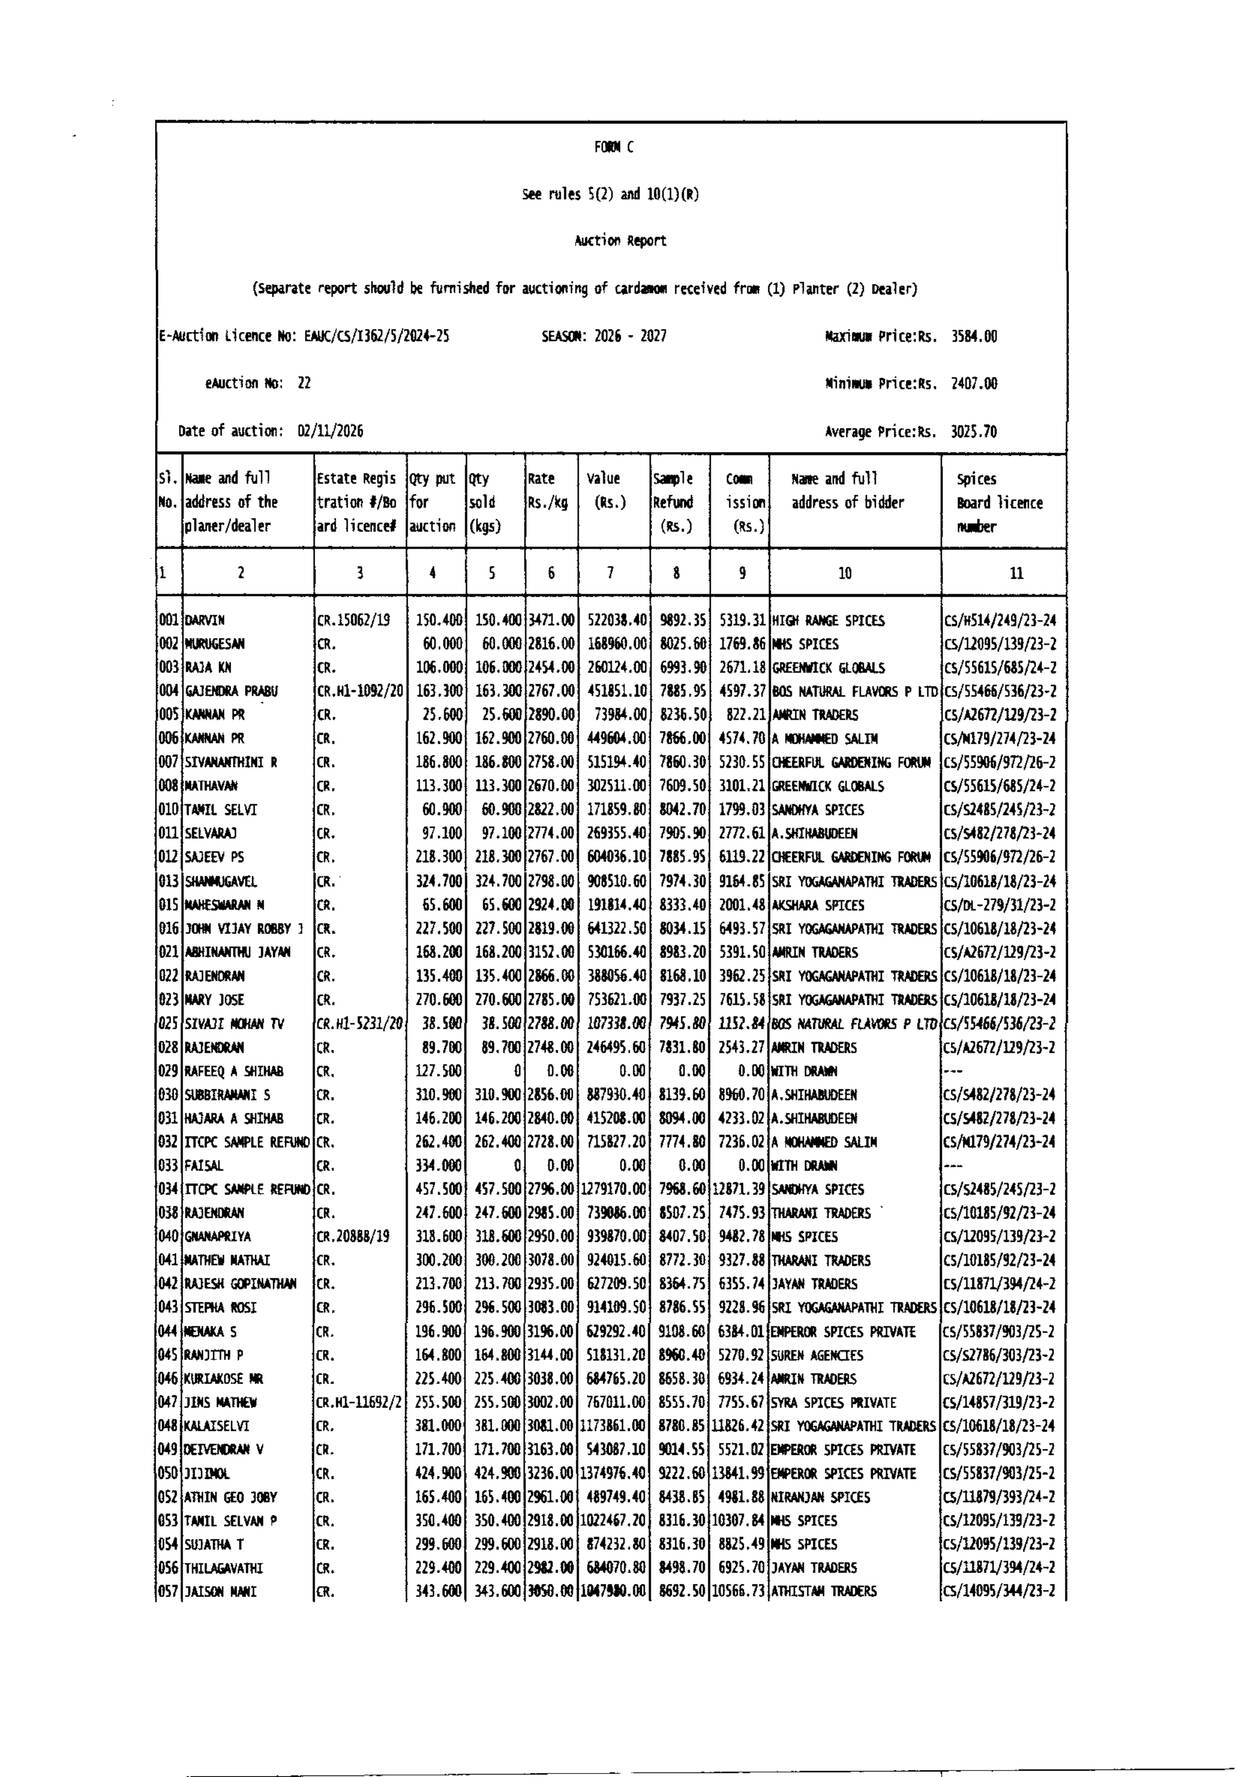 FORM C
See rules 5(2) and 10(1)(R)
Auction Report
(Separate report should be furnished for auctioning of cardamom received from (1) Planter (2) Dealer)
E-Auction Licence No: EAUC/CS/I362/5/2024-25 SEASON: 2026 - 2027 Maximum Price:Rs. 3584.00
eAuction No: 22 Minimum Price:Rs. 2407.00
Date of auction: 02/11/2026 Average Price:Rs. 3025.70
Sl. Name and full Estate Regis Qty put Qty Rate Value Sample Comm Name and full Spices
No. address of the tration #/Bo for sold Rs./kg (Rs.) Refund ission address of bidder Board licence
planer/dealer ard licence# auction (kgs) (Rs.) (Rs.) number
1 2 3 4 5 6 7 8 9 10 11
001 DARVIN CR.15062/19 150.400 150.400 3471.00 522038.40 9892.35 5319.31 HIGH RANGE SPICES CS/H514/249/23-24
002 MURUGESAN CR. 60.000 60.000 2816.00 168960.00 8025.60 1769.86 MHS SPICES CS/12095/139/23-2
003 RAJA KN CR. 106.000 106.000 2454.00 260124.00 6993.90 2671.18 GREENWICK GLOBALS CS/55615/685/24-2
004 GAJENDRA PRABU CR.H1-1092/20 163.300 163.300 2767.00 451851.10 7885.95 4597.37 BOS NATURAL FLAVORS P LTD CS/55466/536/23-2
005 KANNAN PR CR. 25.600 25.600 2890.00 73984.00 8236.50 822.21 AMRIN TRADERS CS/A2672/129/23-2
006 KANNAN PR CR. 162.900 162.900 2760.00 449604.00 7866.00 4574.70 A MOHAMMED SALIM CS/M179/274/23-24
007 SIVANANTHINI R CR. 186.800 186.800 2758.00 515194.40 7860.30 5230.55 CHEERFUL GARDENING FORUM CS/55906/972/26-2
008 MATHAVAN CR. 113.300 113.300 2670.00 302511.00 7609.50 3101.21 GREENWICK GLOBALS CS/55615/685/24-2
010 TAMIL SELVI CR. 60.900 60.900 2822.00 171859.80 8042.70 1799.03 SANDHYA SPICES CS/S2485/245/23-2
011 SELVARAJ CR. 97.100 97.100 2774.00 269355.40 7905.90 2772.61 A.SHIHABUDEEN CS/S482/278/23-24
012 SAJEEV PS CR. 218.300 218.300 2767.00 604036.10 7885.95 6119.22 CHEERFUL GARDENING FORUM CS/55906/972/26-2
013 SHANMUGAVEL CR. 324.700 324.700 2798.00 908510.60 7974.30 9164.85 SRI YOGAGANAPATHI TRADERS CS/10618/18/23-24
015 MAHESWARAN M CR. 65.600 65.600 2924.00 191814.40 8333.40 2001.48 AKSHARA SPICES CS/DL-279/31/23-2
016 JOHN VIJAY ROBBY J CR. 227.500 227.500 2819.00 641322.50 8034.15 6493.57 SRI YOGAGANAPATHI TRADERS CS/10618/18/23-24
021 ABHINANTHU JAYAN CR. 168.200 168.200 3152.00 530166.40 8983.20 5391.50 AMRIN TRADERS CS/A2672/129/23-2
022 RAJENDRAN CR. 135.400 135.400 2866.00 388056.40 8168.10 3962.25 SRI YOGAGANAPATHI TRADERS CS/10618/18/23-24
023 MARY JOSE CR. 270.600 270.600 2785.00 753621.00 7937.25 7615.58 SRI YOGAGANAPATHI TRADERS CS/10618/18/23-24
025 SIVAJI MOHAN TV CR.H1-5231/20 38.500 38.500 2788.00 107338.00 7945.80 1152.84 BOS NATURAL FLAVORS P LTD CS/55466/536/23-2
028 RAJENDRAN CR. 89.700 89.700 2748.00 246495.60 7831.80 2543.27 AMRIN TRADERS CS/A2672/129/23-2
029 RAFEEQ A SHIHAB CR. 127.500 0 0.00 0.00 0.00 0.00 WITH DRAWN ---
030 SUBBIRAMANI S CR. 310.900 310.900 2856.00 887930.40 8139.60 8960.70 A.SHIHABUDEEN CS/S482/278/23-24
031 HAJARA A SHIHAB CR. 146.200 146.200 2840.00 415208.00 8094.00 4233.02 A.SHIHABUDEEN CS/S482/278/23-24
032 ITCPC SAMPLE REFUND CR. 262.400 262.400 2728.00 715827.20 7774.80 7236.02 A MOHAMMED SALIM CS/M179/274/23-24
033 FAISAL CR. 334.000 0 0.00 0.00 0.00 0.00 WITH DRAWN ---
034 ITCPC SAMPLE REFUND CR. 457.500 457.500 2796.00 1279170.00 7968.60 12871.39 SANDHYA SPICES CS/S2485/245/23-2
038 RAJENDRAN CR. 247.600 247.600 2985.00 739086.00 8507.25 7475.93 THARANI TRADERS CS/10185/92/23-24
040 GNANAPRIYA CR.20888/19 318.600 318.600 2950.00 939870.00 8407.50 9482.78 MHS SPICES CS/12095/139/23-2
041 MATHEW MATHAI CR. 300.200 300.200 3078.00 924015.60 8772.30 9327.88 THARANI TRADERS CS/10185/92/23-24
042 RAJESH GOPINATHAN CR. 213.700 213.700 2935.00 627209.50 8364.75 6355.74 JAYAN TRADERS CS/11871/394/24-2
043 STEPHA ROSI CR. 296.500 296.500 3083.00 914109.50 8786.55 9228.96 SRI YOGAGANAPATHI TRADERS CS/10618/18/23-24
044 MENAKA S CR. 196.900 196.900 3196.00 629292.40 9108.60 6384.01 EMPEROR SPICES PRIVATE CS/55837/903/25-2
045 RANJITH P CR. 164.800 164.800 3144.00 518131.20 8960.40 5270.92 SUREN AGENCIES CS/S2786/303/23-2
046 KURIAKOSE MR CR. 225.400 225.400 3038.00 684765.20 8658.30 6934.24 AMRIN TRADERS CS/A2672/129/23-2
047 JINS MATHEW CR.H1-11692/2 255.500 255.500 3002.00 767011.00 8555.70 7755.67 SYRA SPICES PRIVATE CS/14857/319/23-2
048 KALAISELVI CR. 381.000 381.000 3081.00 1173861.00 8780.85 11826.42 SRI YOGAGANAPATHI TRADERS CS/10618/18/23-24
049 DEIVENDRAN V CR. 171.700 171.700 3163.00 543087.10 9014.55 5521.02 EMPEROR SPICES PRIVATE CS/55837/903/25-2
050 JIJIMOL CR. 424.900 424.900 3236.00 1374976.40 9222.60 13841.99 EMPEROR SPICES PRIVATE CS/55837/903/25-2
052 ATHIN GEO JOBY CR. 165.400 165.400 2961.00 489749.40 8438.85 4981.88 NIRANJAN SPICES CS/11879/393/24-2
053 TAMIL SELVAN P CR. 350.400 350.400 2918.00 1022467.20 8316.30 10307.84 MHS SPICES CS/12095/139/23-2
054 SUJATHA T CR. 299.600 299.600 2918.00 874232.80 8316.30 8825.49 MHS SPICES CS/12095/139/23-2
056 THILAGAVATHI CR. 229.400 229.400 2982.00 684070.80 8498.70 6925.70 JAYAN TRADERS CS/11871/394/24-2
057 JAISON MANI CR. 343.600 343.600 3050.00 1047980.00 8692.50 10566.73 ATHISTAM TRADERS CS/14095/344/23-2